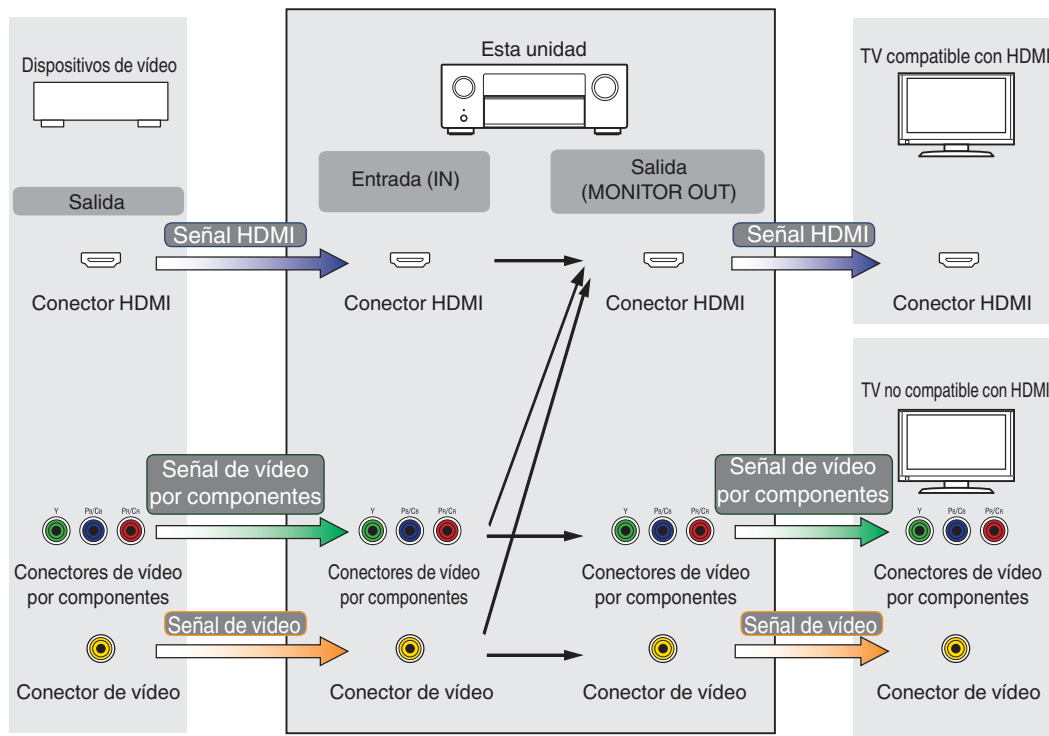 Dispositivos de vídeo
Esta unidad
TV compatible con HDMI
Salida
Entrada (IN)
Salida
(MONITOR OUT)
Señal HDMI
Señal HDMI
Conector HDMI
Conector HDMI
Conector HDMI
Conector HDMI
TV no compatible con HDMI
Señal de vídeo
por componentes
Señal de vídeo
por componentes
Y PB/CB PR/CR
Y PB/CB PR/CR
Y PB/CB PR/CR
Y PB/CB PR/CR
Conectores de vídeo
por componentes
Conectores de vídeo
por componentes
Conectores de vídeo
por componentes
Conectores de vídeo
por componentes
Señal de vídeo
Señal de vídeo
Conector de vídeo
Conector de vídeo
Conector de vídeo
Conector de vídeo